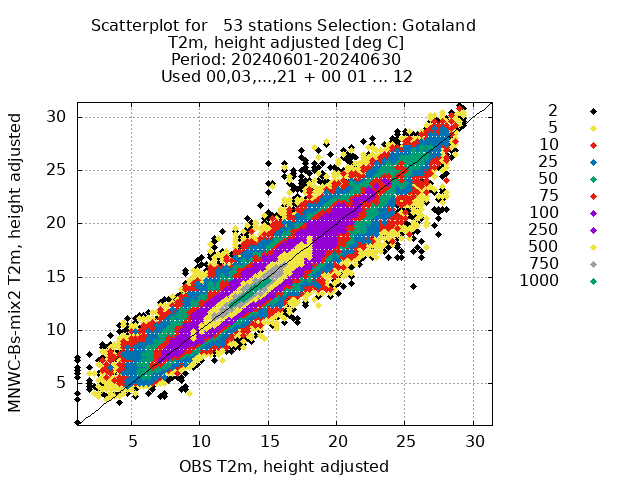 Scatterplot for   53 stations Selection: Gotaland
T2m, height adjusted [deg C]
Period: 20240601-20240630
Used 00,03,...,21 + 00 01 ... 12
MNWC-Bs-mix2 T2m, height adjusted
30
25
20
15
10
5
5 10 15 20 25 30
OBS T2m, height adjusted
2
5
10
25
50
75
100
250
500
750
1000